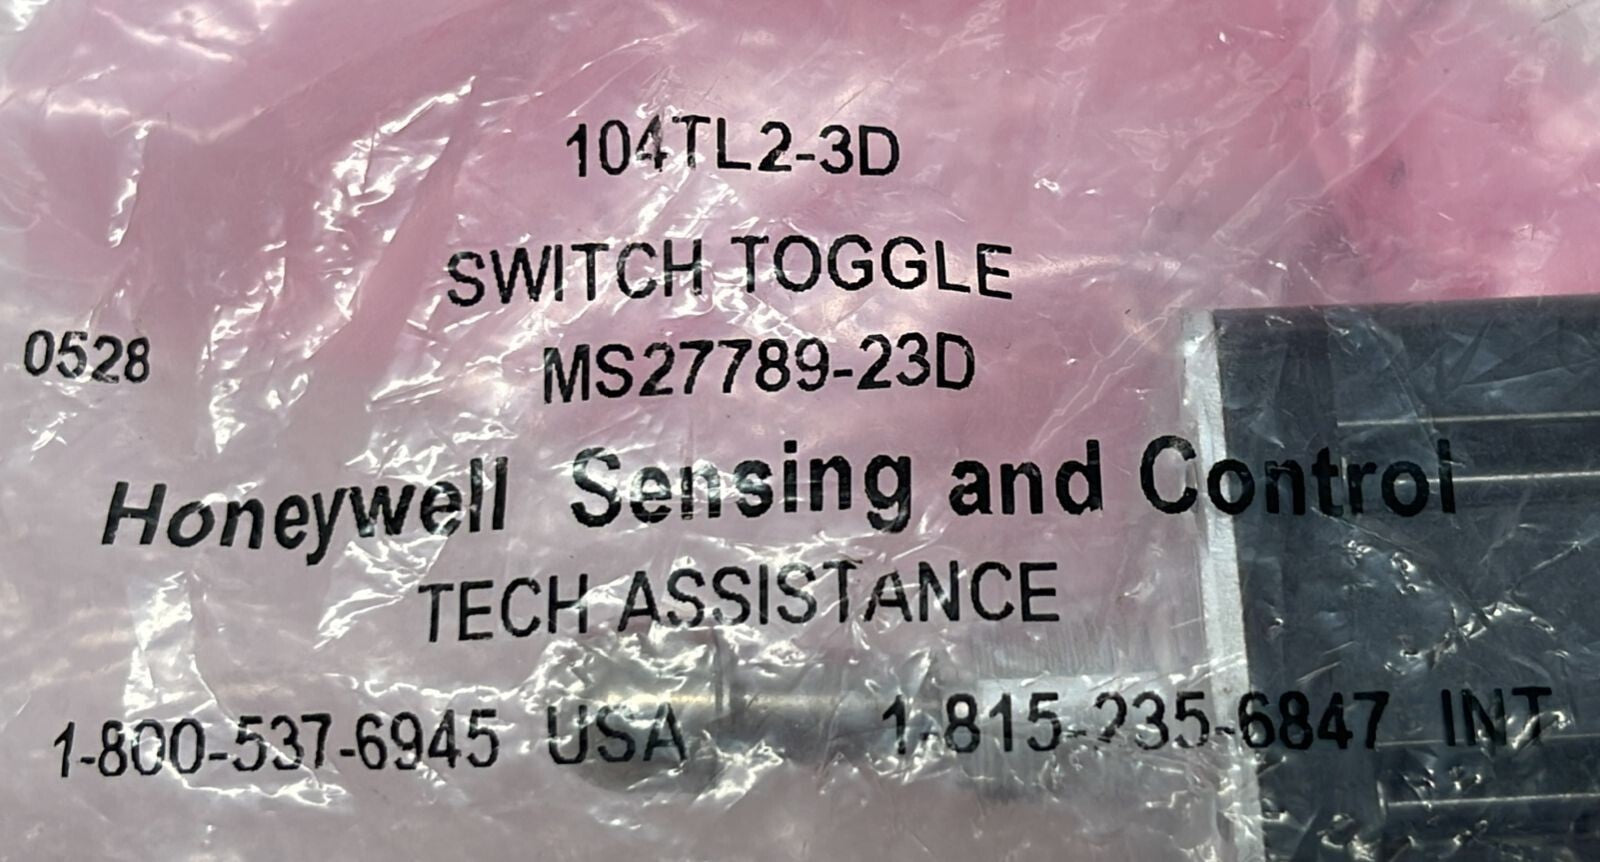 104TL2-3D
SWITCH TOGGLE
0528
MS27789-23D
Honeywell Sensing and Control
TECH ASSISTANCE
1-800-537-6945 USA 1-815-235-6847 INT